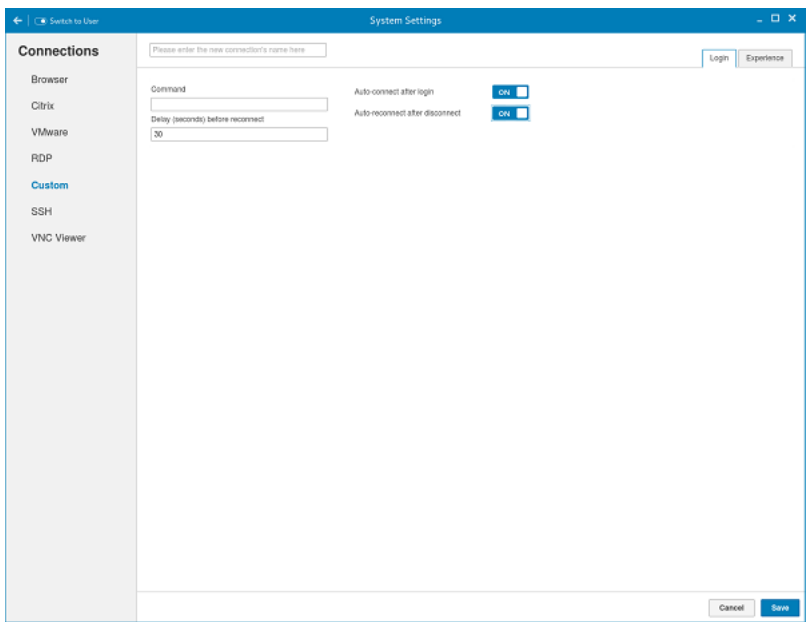 Switch to User
System Settings
Connections
Browser
Citrix
VMware
RDP
Custom
SSH
VNC Viewer
Please enter the new connection's name here
Login
Experience
Command
Delay (seconds) before reconnect
30
Auto-connect after login
ON
Auto-reconnect after disconnect
ON
Cancel
Save